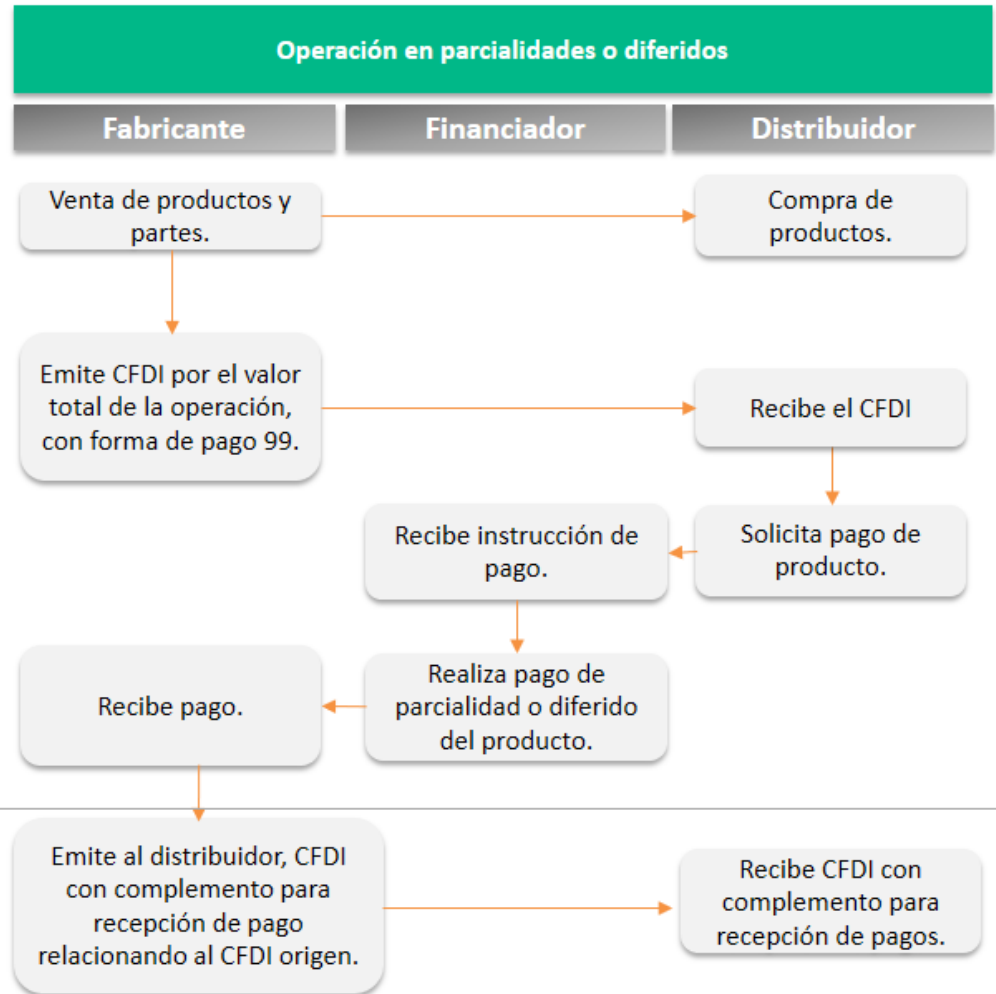 Operación en parcialidades o diferidos
Fabricante
Financiador
Distribuidor
Venta de productos y
partes.
Compra de
productos.
Emite CFDI por el valor
total de la operación,
con forma de pago 99.
Recibe el CFDI
Recibe instrucción de
pago.
Solicita pago de
producto.
Recibe pago.
Realiza pago de
parcialidad o diferido
del producto.
Emite al distribuidor, CFDI
con complemento para
recepción de pago
relacionando al CFDI origen.
Recibe CFDI con
complemento para
recepción de pagos.